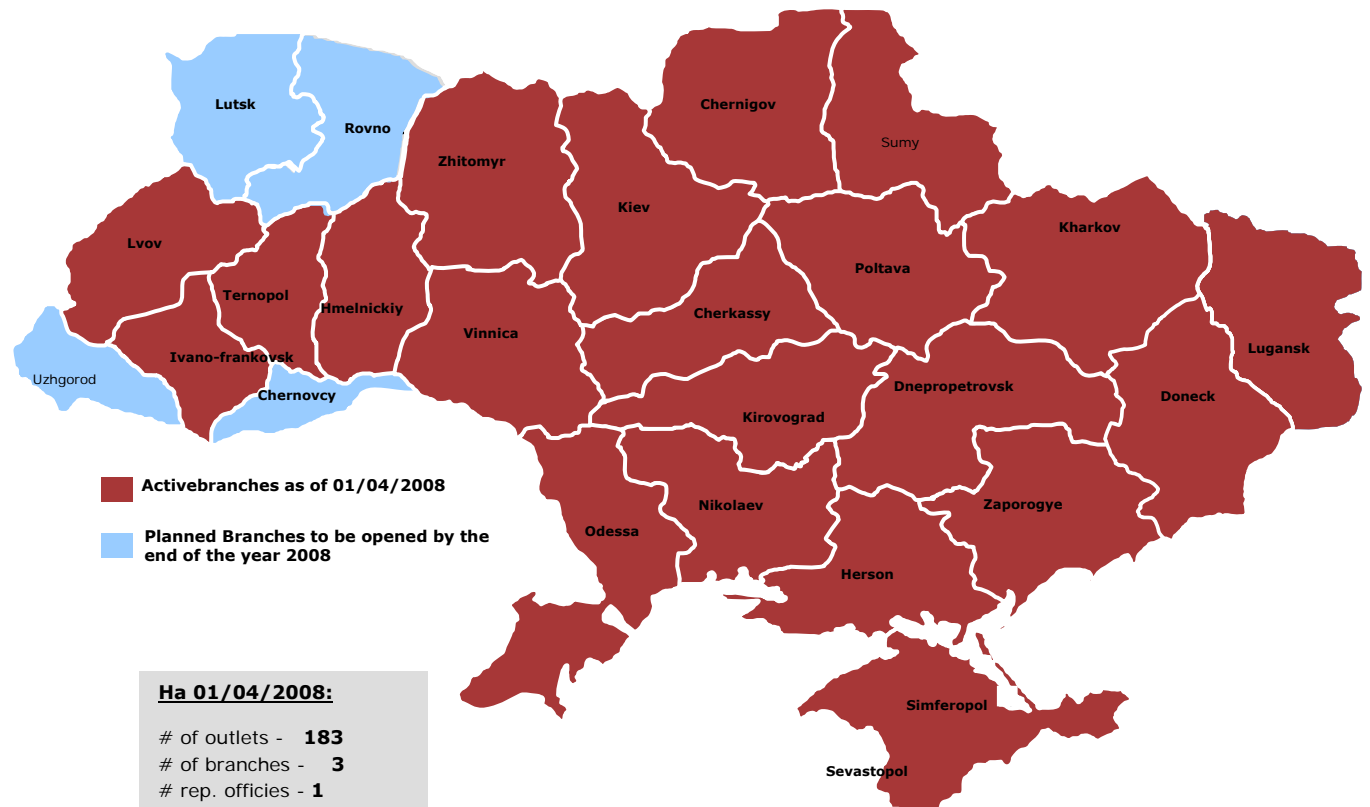 Lutsk
Rovno
Chernigov
Sumy
Zhitomyr
Kiev
Lvov
Kharkov
Poltava
Ternopol
Hmelnickiy
Cherkassy
Vinnica
Ivano-frankovsk
Lugansk
Uzhgorod
Chernovcy
Dnepropetrovsk
Doneck
Kirovograd
Activebranches as of 01/04/2008
Planned Branches to be opened by the
end of the year 2008
Nikolaev
Zaporogye
Odessa
Herson
На 01/04/2008:
# of outlets - 183
# of branches - 3
# rep. officies - 1
Simferopol
Sevastopol